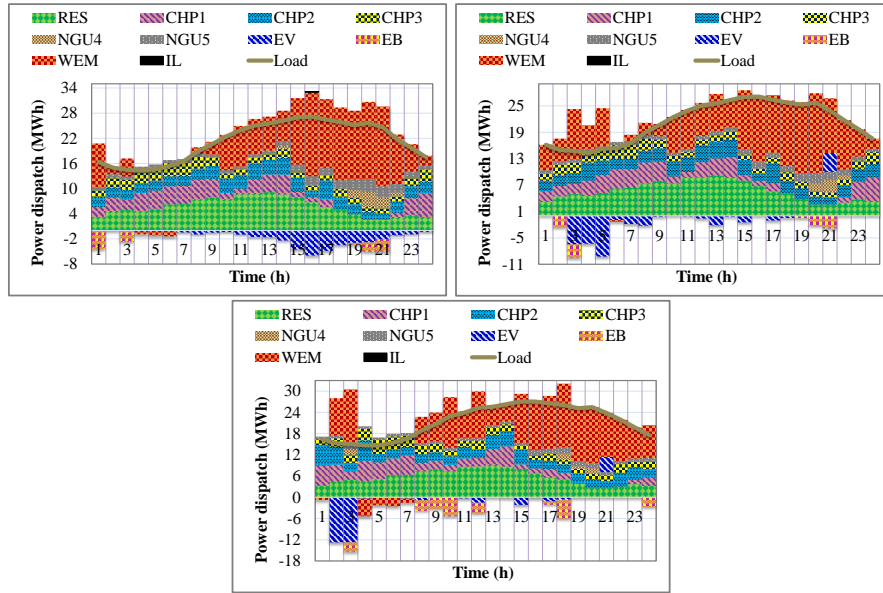 RES CHP1 CHP2 CHP3
NGU4 NGU5 EV EB
WEM IL Load
Power dispatch (MWh)
34
28
22
16
10
4
-2
-8
1 3 5 7 9 11 13 15 17 19 21 23
Time (h)
RES CHP1 CHP2 CHP3
NGU4 NGU5 EV EB
WEM IL Load
Power dispatch (MWh)
25
19
13
7
1
-5
-11
1 7 9 11 13 15 17 19 21 23
Time (h)
RES CHP1 CHP2 CHP3
NGU4 NGU5 EV EB
WEM IL Load
Power dispatch (MWh)
30
24
18
12
6
0
-6
-12
-18
1 5 7 9 11 13 15 17 19 21 23
Time (h)